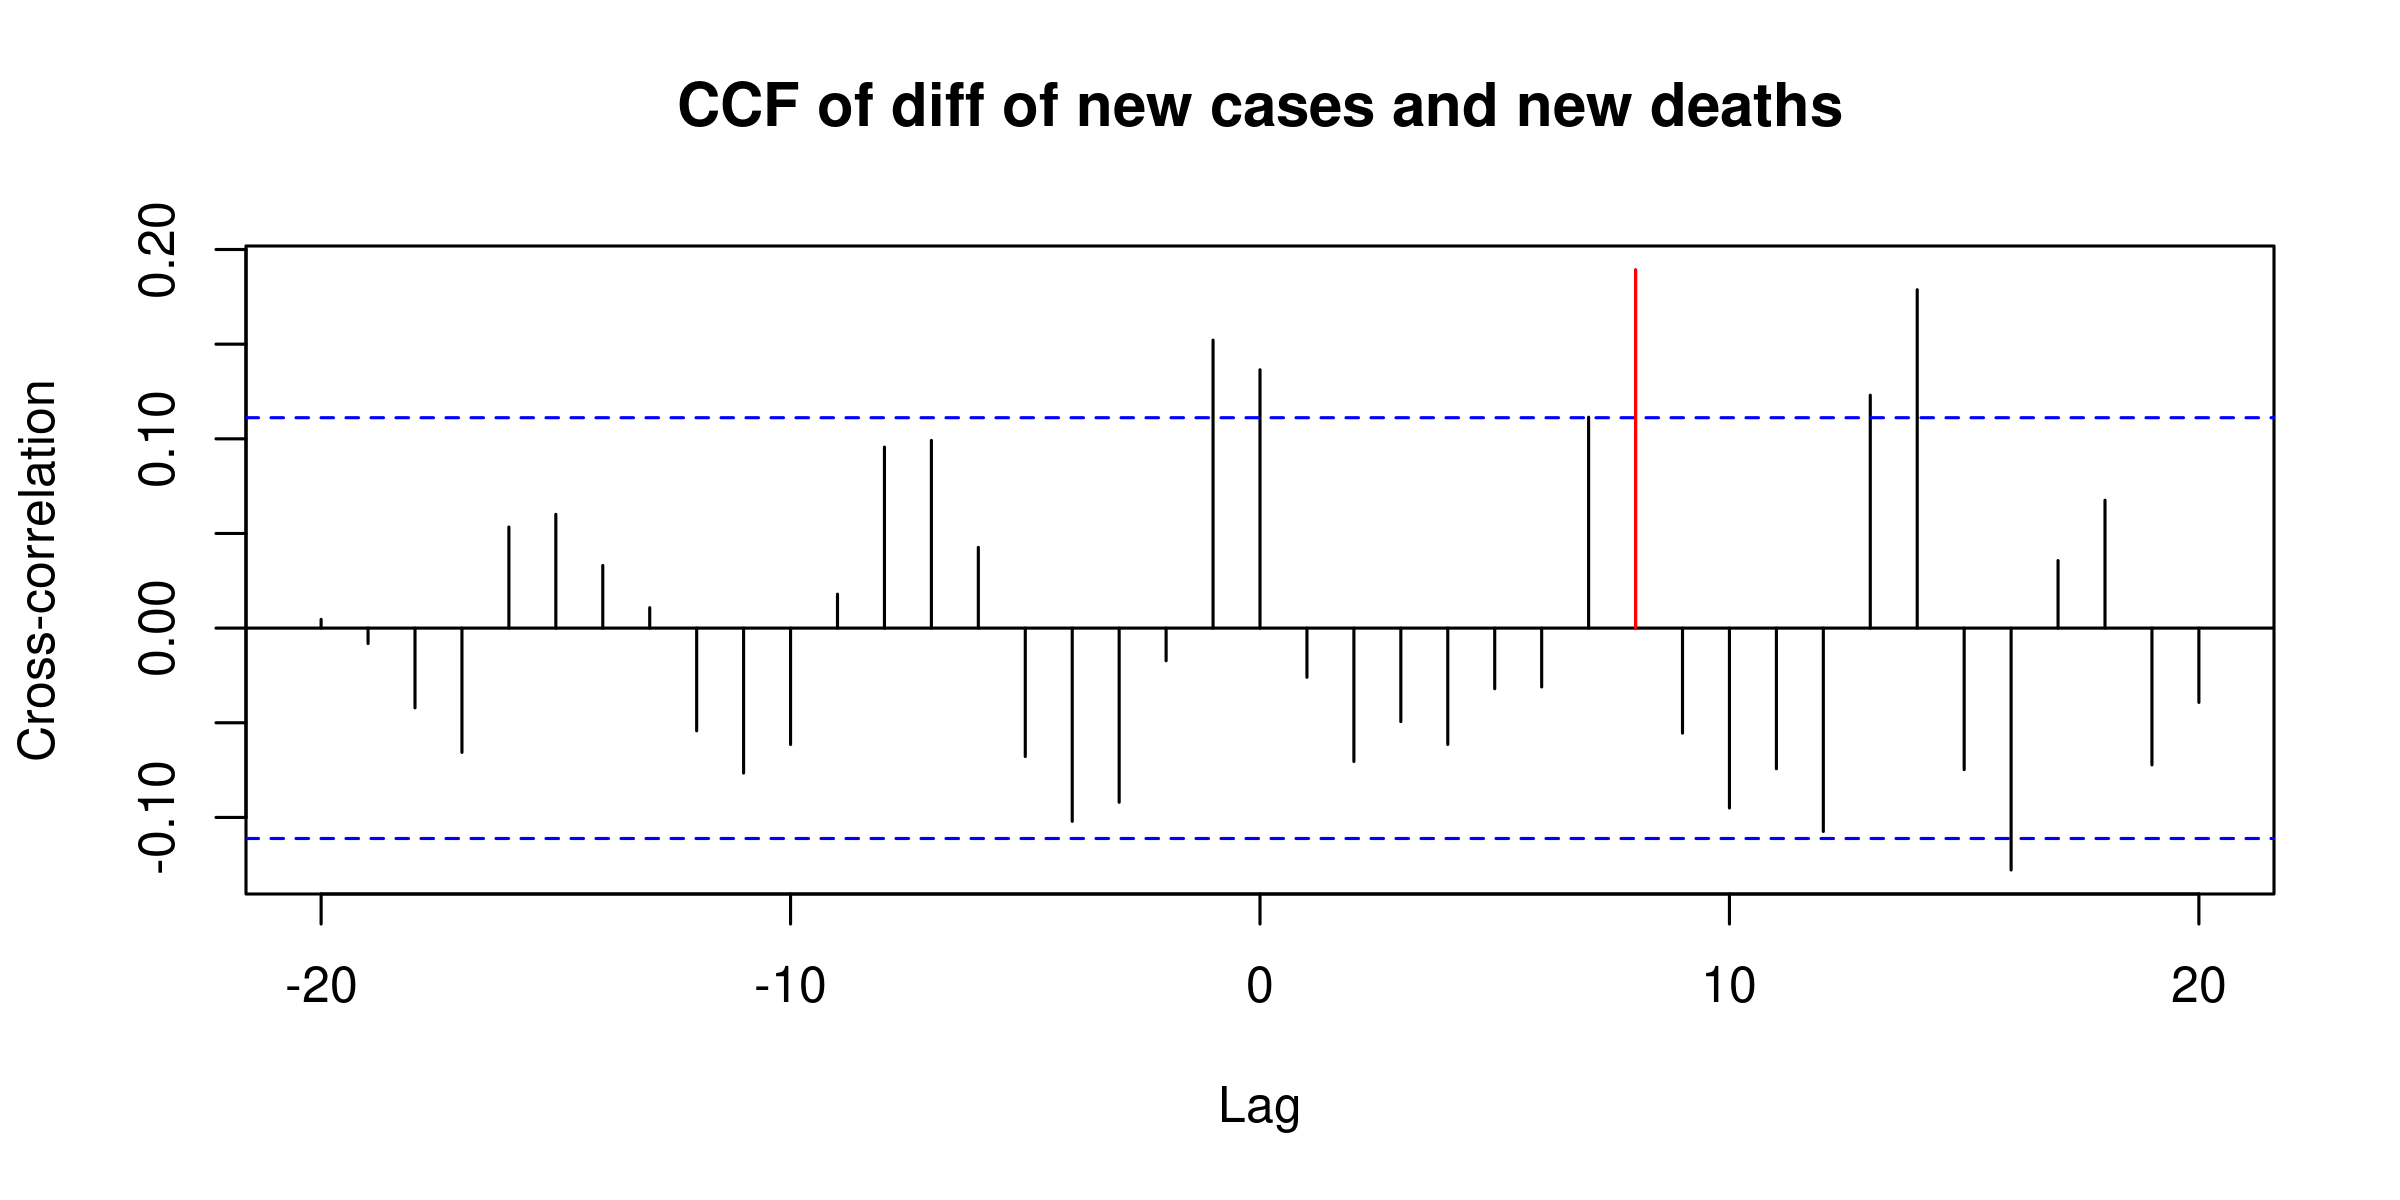 CCF of diff of new cases and new deaths
Cross-correlation
0.20
0.10
0.00
-0.10
-20 -10 0 10 20
Lag